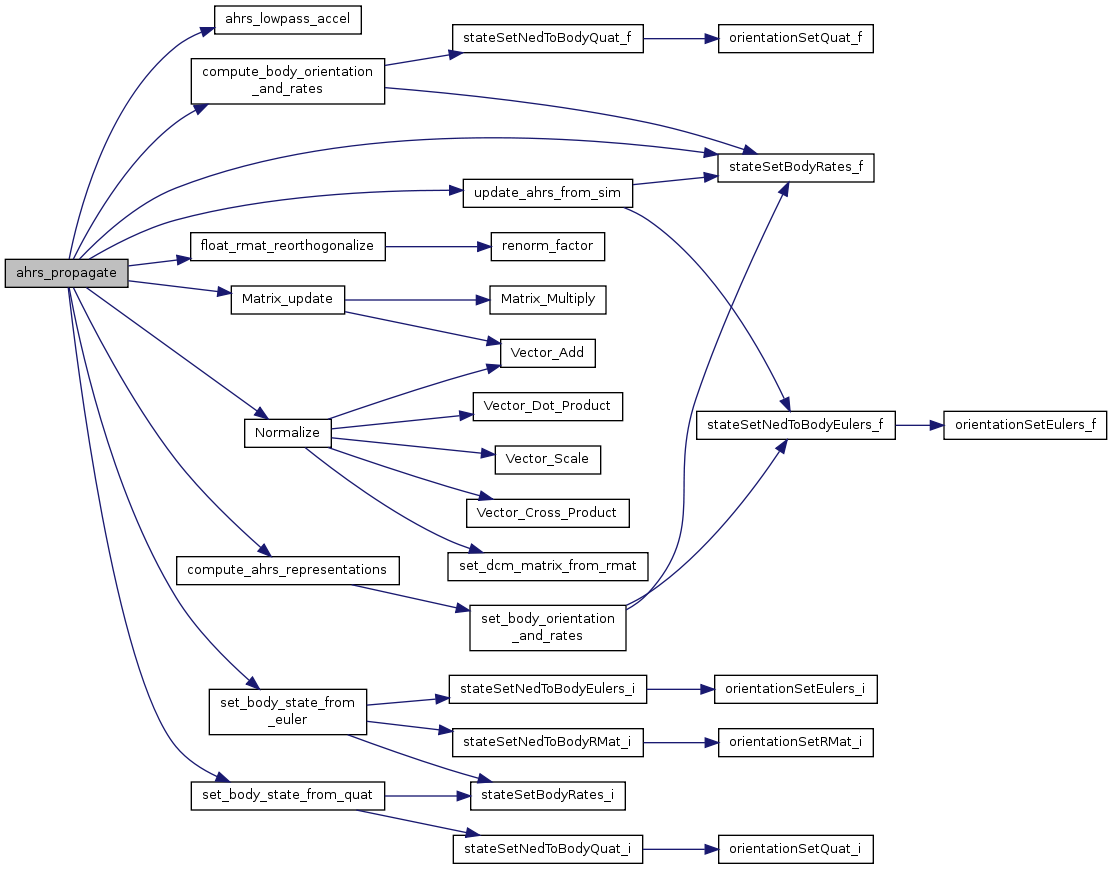 ahrs_propagate
ahrs_lowpass_accel
compute_body_orientation
_and_rates
stateSetNedToBodyQuat_f
orientationSetQuat_f
stateSetBodyRates_f
update_ahrs_from_sim
float_rmat_reorthogonalize
renorm_factor
Matrix_update
Matrix_Multiply
Vector_Add
Normalize
Vector_Dot_Product
Vector_Scale
Vector_Cross_Product
set_dcm_matrix_from_rmat
stateSetNedToBodyEulers_f
orientationSetEulers_f
compute_ahrs_representations
set_body_orientation
_and_rates
set_body_state_from
_euler
stateSetNedToBodyEulers_i
orientationSetEulers_i
stateSetNedToBodyRMat_i
orientationSetRMat_i
set_body_state_from_quat
stateSetBodyRates_i
stateSetNedToBodyQuat_i
orientationSetQuat_i